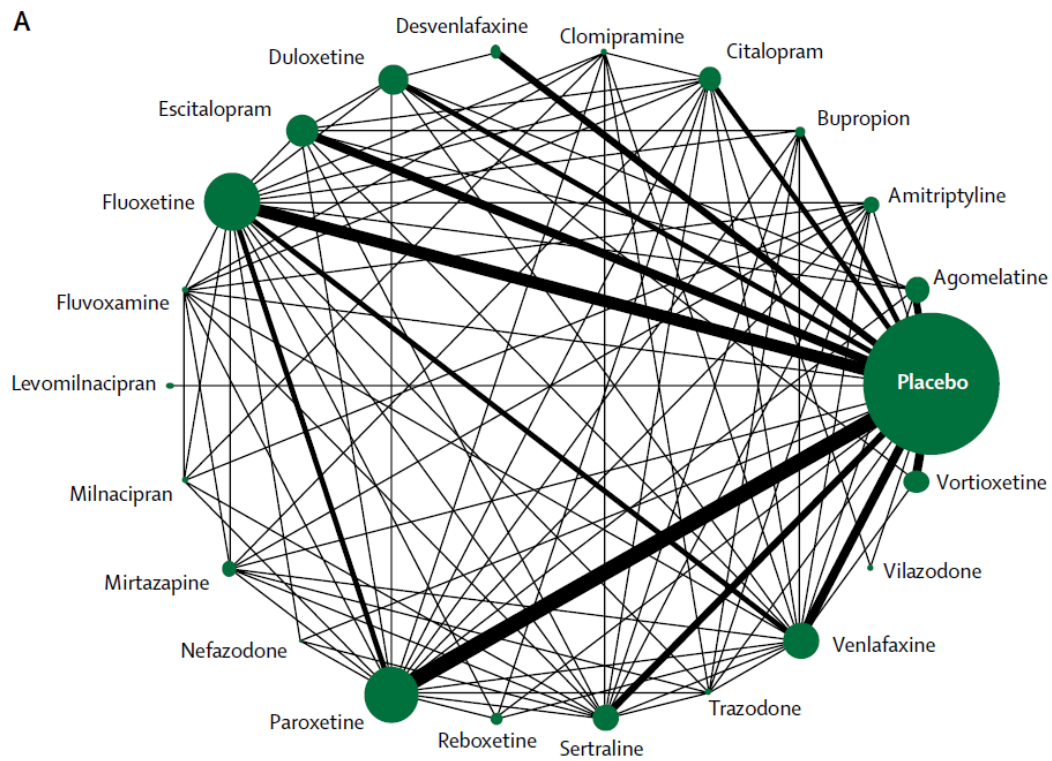 A
Desvenlafaxine
Clomipramine
Citalopram
Duloxetine
Bupropion
Escitalopram
Amitriptyline
Fluoxetine
Agomelatine
Fluvoxamine
Levomilnacipran
Placebo
Milnacipran
Vortioxetine
Mirtazapine
Vilazodone
Nefazodone
Venlafaxine
Paroxetine
Trazodone
Reboxetine
Sertraline